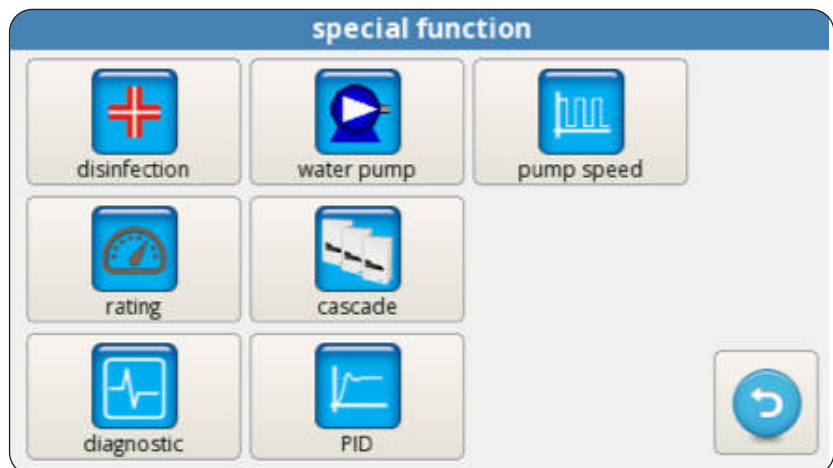 special function
disinfection
water pump
pump speed
rating
cascade
diagnostic
PID